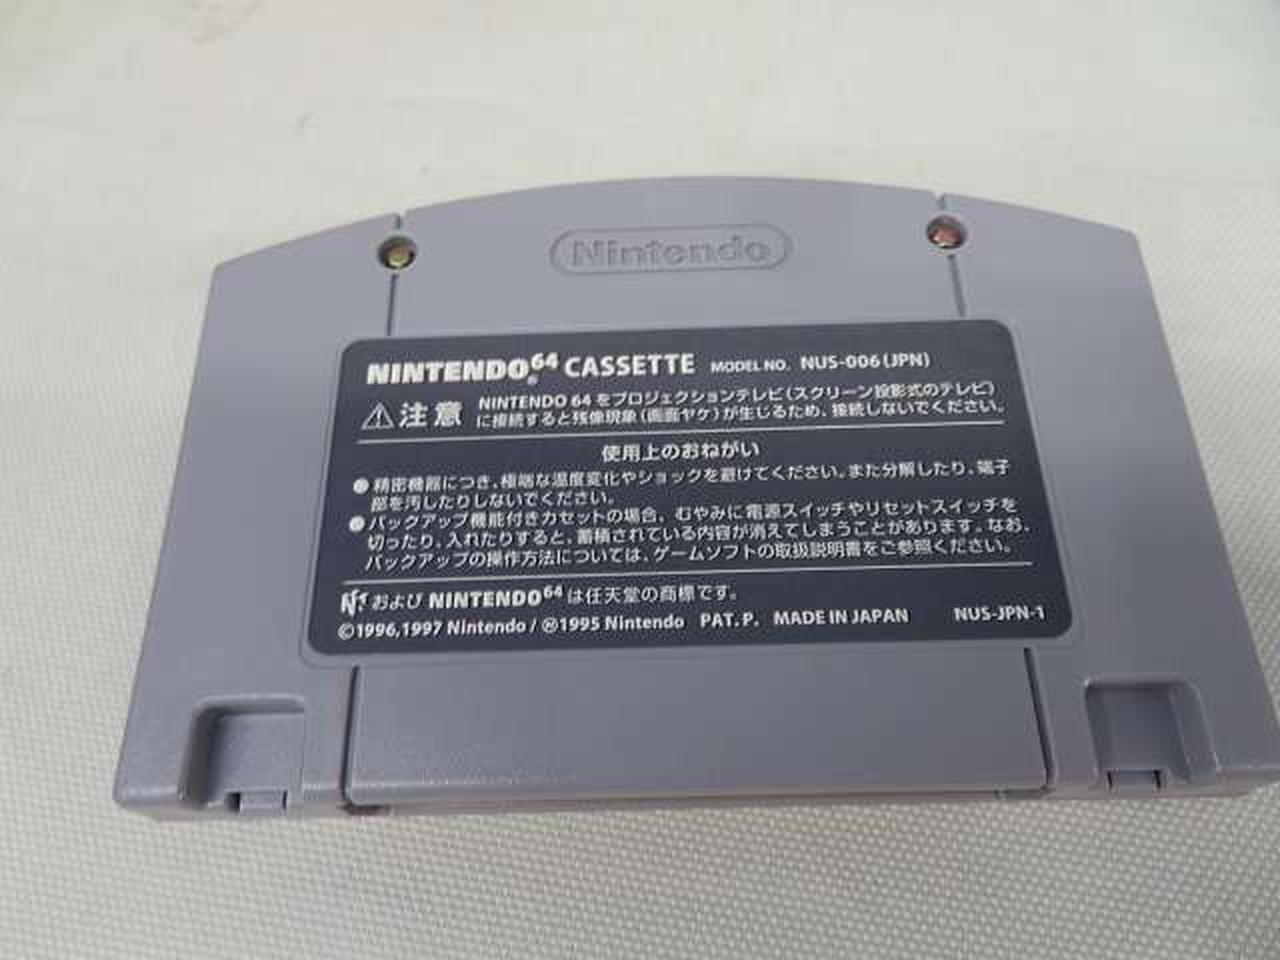 Nintendo
NINTENDO64 CASSETTE MODEL NO. NUS-006(JPN)
注意 NINTENDO 64 をプロジェクションテレビ(スクリーン投影式のテレビ)
に接続すると残像現象(画面ヤケ)が生じるため、接続しないでください。
使用上のおねがい
●精密機器につき、極端な温度変化やショックを避けてください。また分解したり、端子
部を汚したりしないでください。
●バックアップ機能付きカセットの場合、むやみに電源スイッチやリセットスイッチを
切ったり、入れたりすると、蓄積されている内容が消えてしまうことがあります。なお、
バックアップの操作方法については、ゲームソフトの取扱説明書をご参照ください。
および NINTENDO64 は任天堂の商標です。
©1996,1997 Nintendo / Ⓜ1995 Nintendo PAT.P. MADE IN JAPAN NUS-JPN-1